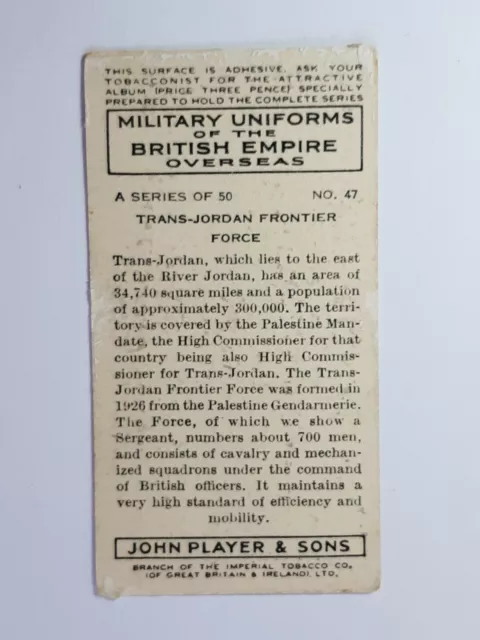 THIS SURFACE IS ADHESIVE. ASK YOUR
TOBACCONIST FOR THE ATTRACTIVE
ALBUM (PRICE THREE PENCE) SPECIALLY
PREPARED TO HOLD THE COMPLETE SERIES
MILITARY UNIFORMS
OF THE
BRITISH EMPIRE
OVERSEAS
A SERIES OF 50 NO. 47
TRANS-JORDAN FRONTIER
FORCE
Trans-Jordan, which lies to the east
of the River Jordan, has an area of
34,740 square miles and a population
of approximately 300,000. The terri-
tory is covered by the Palestine Man-
date, the High Commissioner for that
country being also High Commis-
sioner for Trans-Jordan. The Trans-
Jordan Frontier Force was formed in
1926 from the Palestine Gendarmerie.
The Force, of which we show a
Sergeant, numbers about 700 men,
and consists of cavalry and mechan-
ized squadrons under the command
of British officers. It maintains a
very high standard of efficiency and
mobility.
JOHN PLAYER & SONS
BRANCH OF THE IMPERIAL TOBACCO CO.
(OF GREAT BRITAIN & IRELAND), LTD.